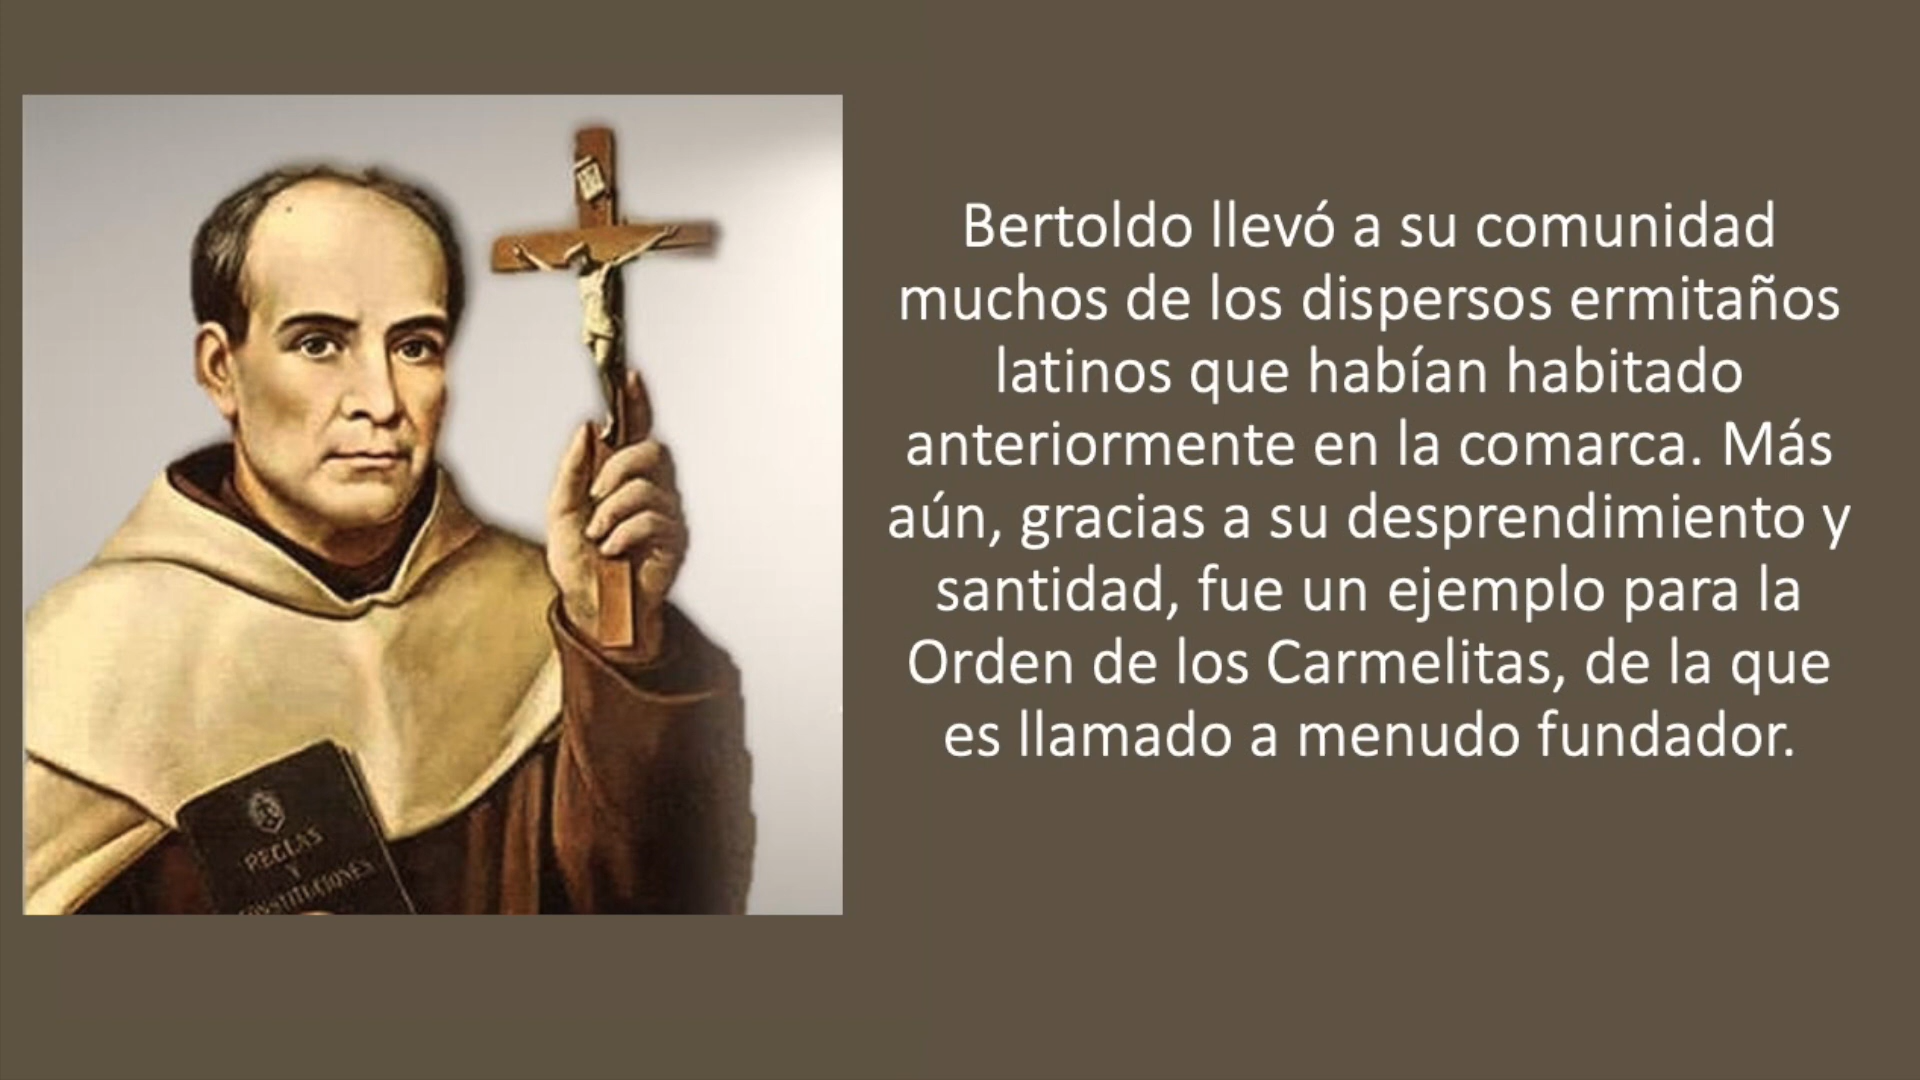 Bertoldo llevó a su comunidad
muchos de los dispersos ermitaños
latinos que habían habitado
anteriormente en la comarca. Más
aún, gracias a su desprendimiento y
santidad, fue un ejemplo para la
Orden de los Carmelitas, de la que
es llamado a menudo fundador.
REGLAS
Y